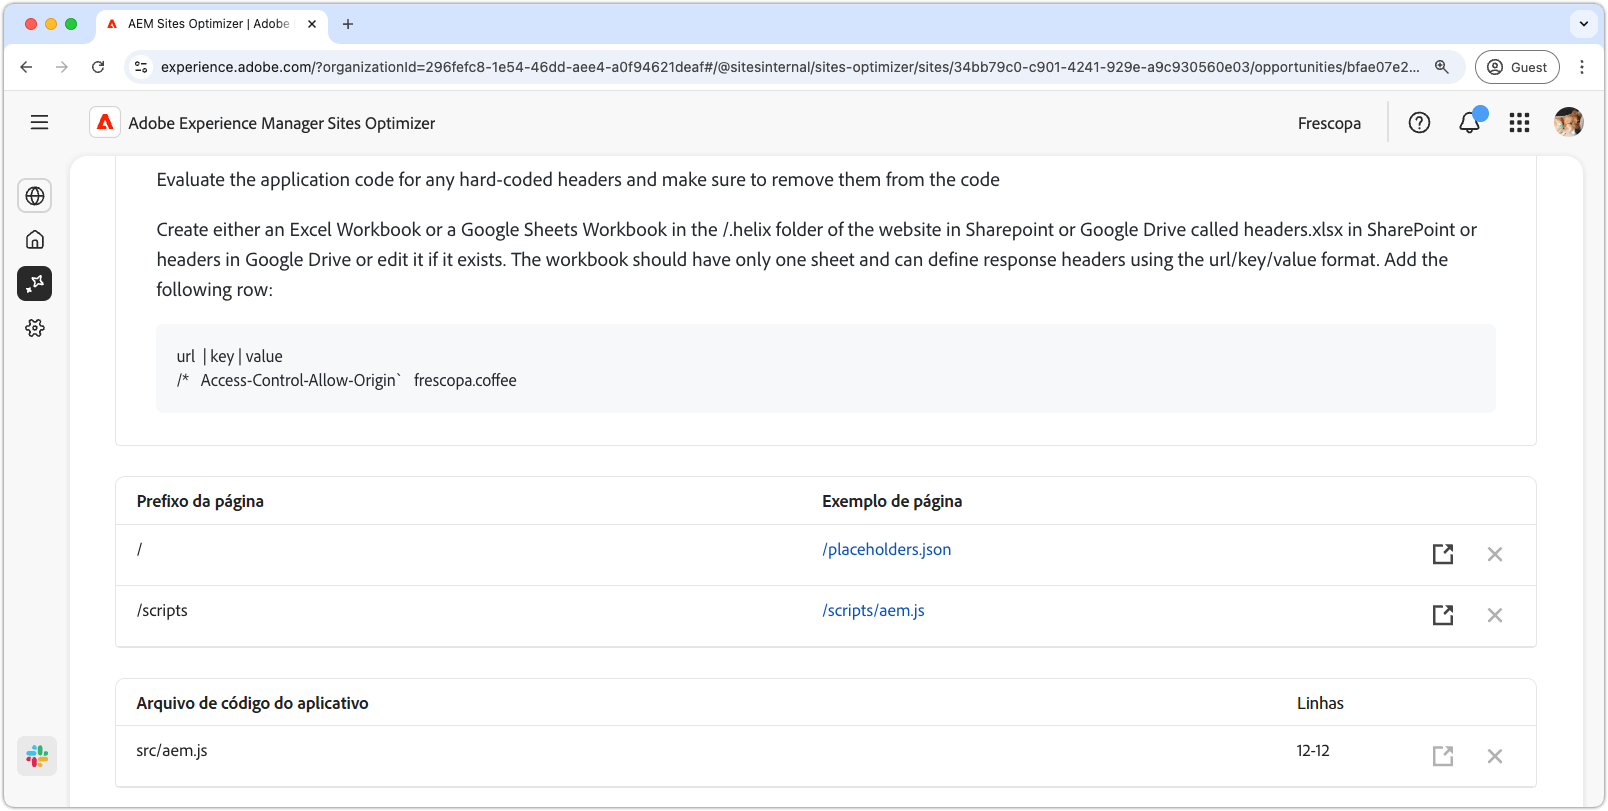 AEM Sites Optimizer | Adobe
experience.adobe.com/?organizationId=296fefc8-1e54-46dd-aee4-a0f94621deaf#/@sitesinternal/sites-optimizer/sites/34bb79c0-c901-4241-929e-a9c930560e03/opportunities/bfae07e2...
Guest
Adobe Experience Manager Sites Optimizer
Frescopa
Evaluate the application code for any hard-coded headers and make sure to remove them from the code
Create either an Excel Workbook or a Google Sheets Workbook in the /.helix folder of the website in Sharepoint or Google Drive called headers.xlsx in SharePoint or
headers in Google Drive or edit it if it exists. The workbook should have only one sheet and can define response headers using the url/key/value format. Add the
following row:
url | key | value
/* Access-Control-Allow-Origin` frescopa.coffee
Prefixo da página Exemplo de página
/ /placeholders.json
/scripts /scripts/aem.js
Arquivo de código do aplicativo Linhas
src/aem.js 12-12